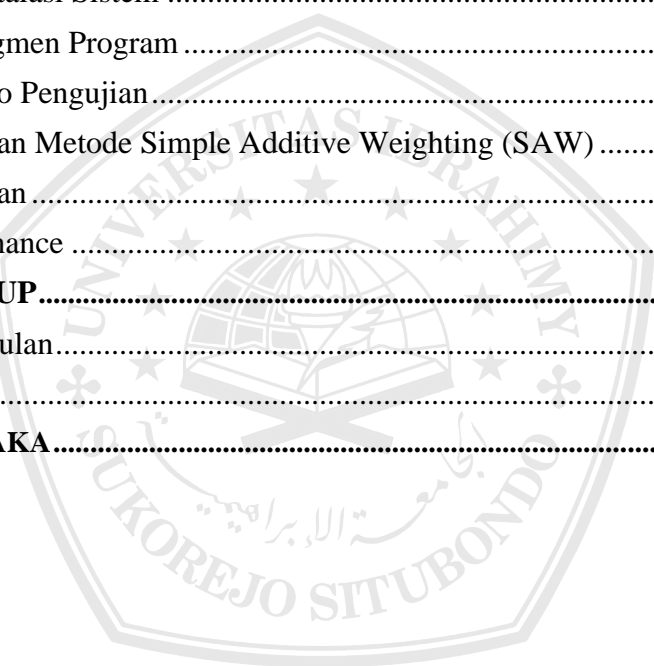 talasi Sistem ........................................................
gmen Program ........................................................
o Pengujian ........................................................
an Metode Simple Additive Weighting (SAW) .......
an ........................................................
nance ........................................................
UP ........................................................
ulan ........................................................
........................................................
AKA ........................................................
UNIVERSITAS IBRAHIMY
SUKOREJO SITUBONDO